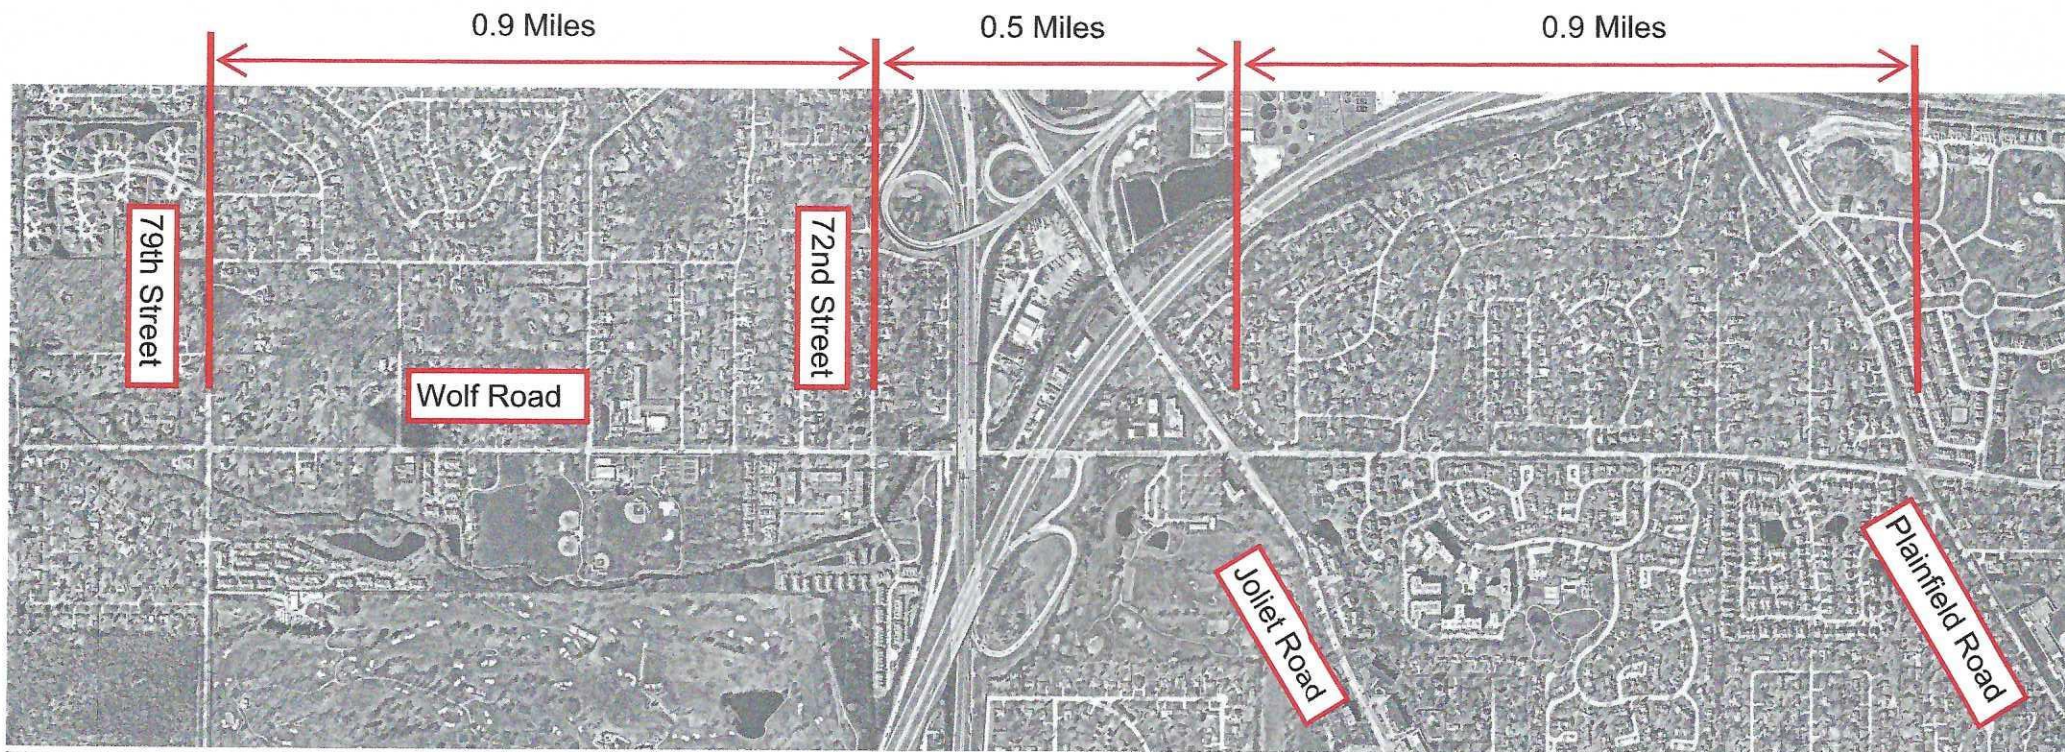 0.9 Miles
0.5 Miles
0.9 Miles
79th Street
72nd Street
Wolf Road
Joliet Road
Plainfield Road